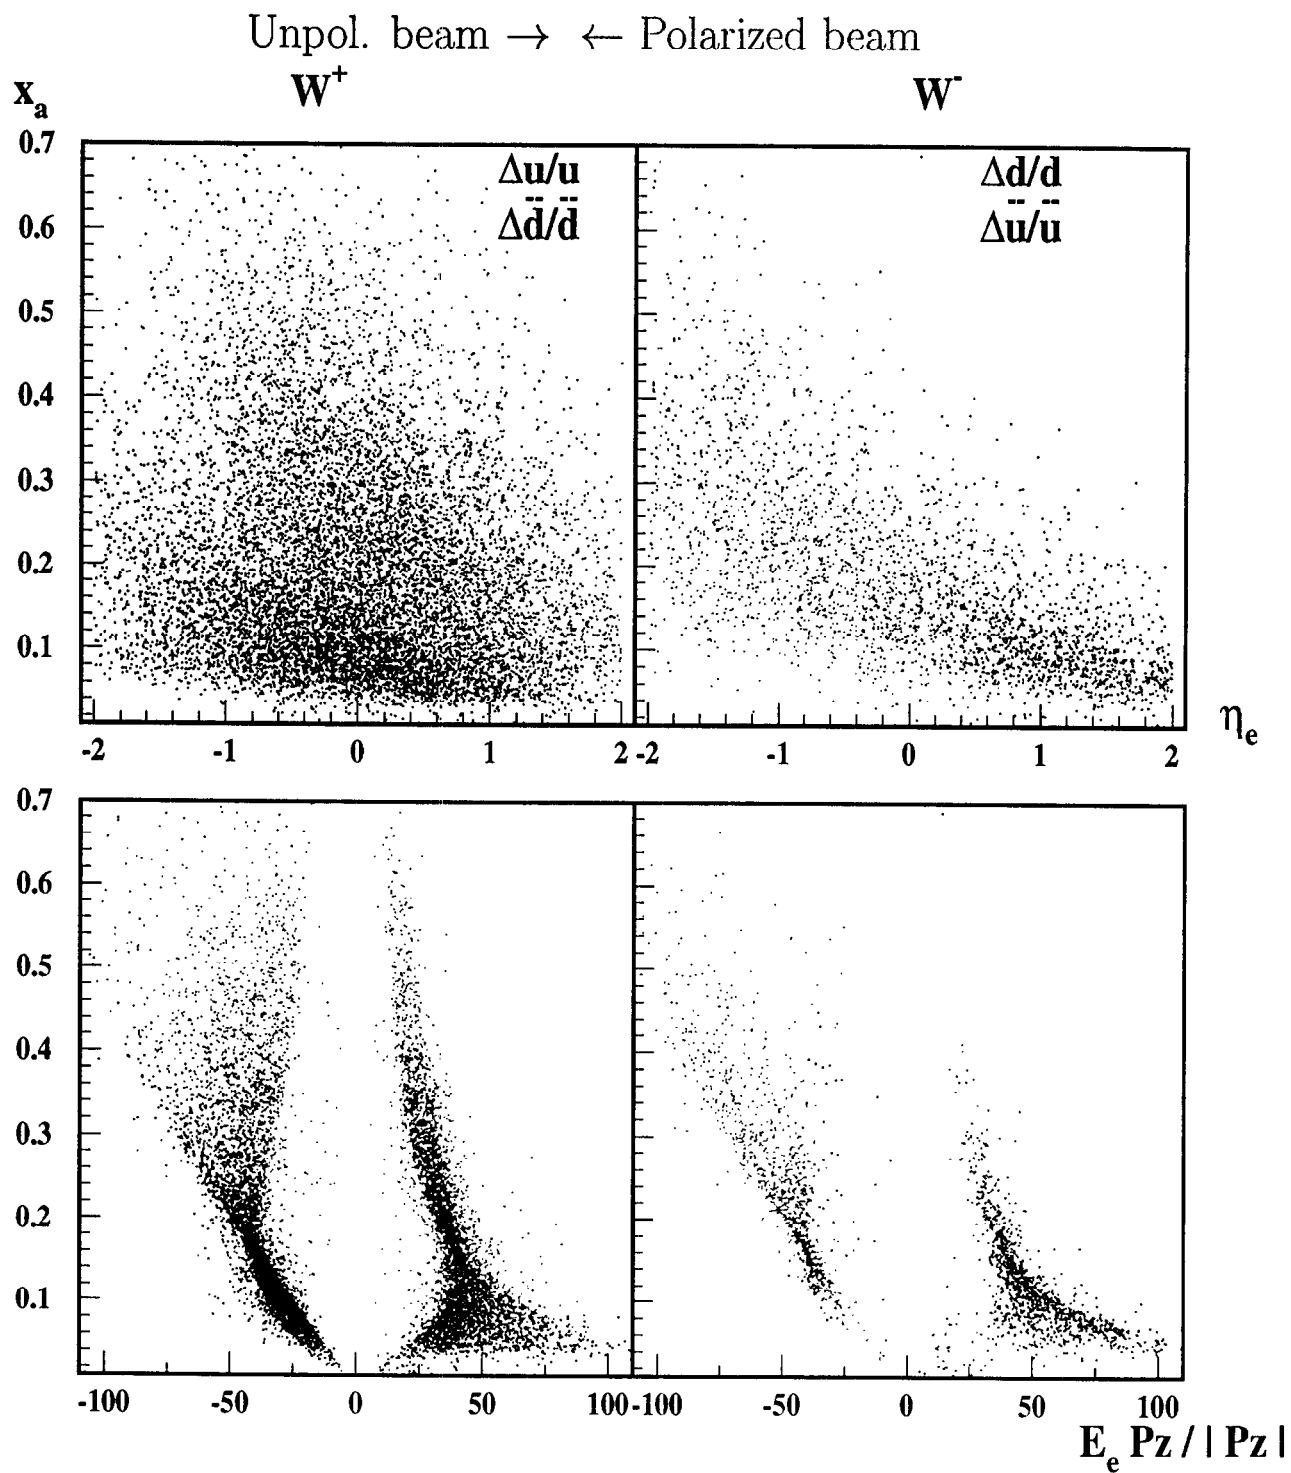 Unpol. beam → ← Polarized beam
W⁺ W⁻
xₐ
0.7
Δu/u Δd/d
Δd̄/d̄ Δū/ū
0.6
0.5
0.4
0.3
0.2
0.1
-2 -1 0 1 2 -2 -1 0 1 2
ηₑ
0.7
0.6
0.5
0.4
0.3
0.2
0.1
-100 -50 0 50 100 -100 -50 0 50 100
Eₑ Pz / | Pz |